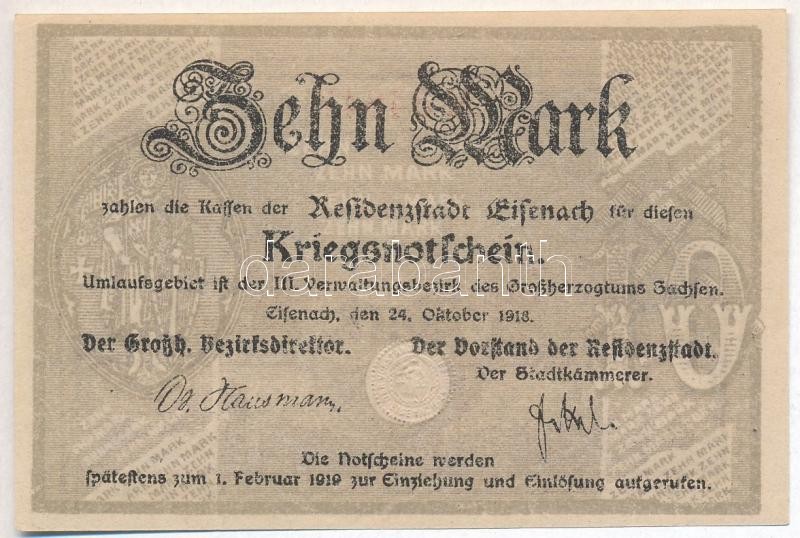 Zehn Mark
zahlen die Kassen der Residenzstadt Eisenach für diesen
Kriegsnotschein.
Umlaufsgebiet ist der III. Verwaltungsbezirk des Großherzogtums Sachsen.
Eisenach, den 24. Oktober 1918.
Der Großh. Bezirksdirektor. Der Vorstand der Residenzstadt.
Der Stadtkämmerer.
Die Notscheine werden
spätestens zum 1. Februar 1919 zur Einziehung und Einlösung aufgerufen.
darabanth